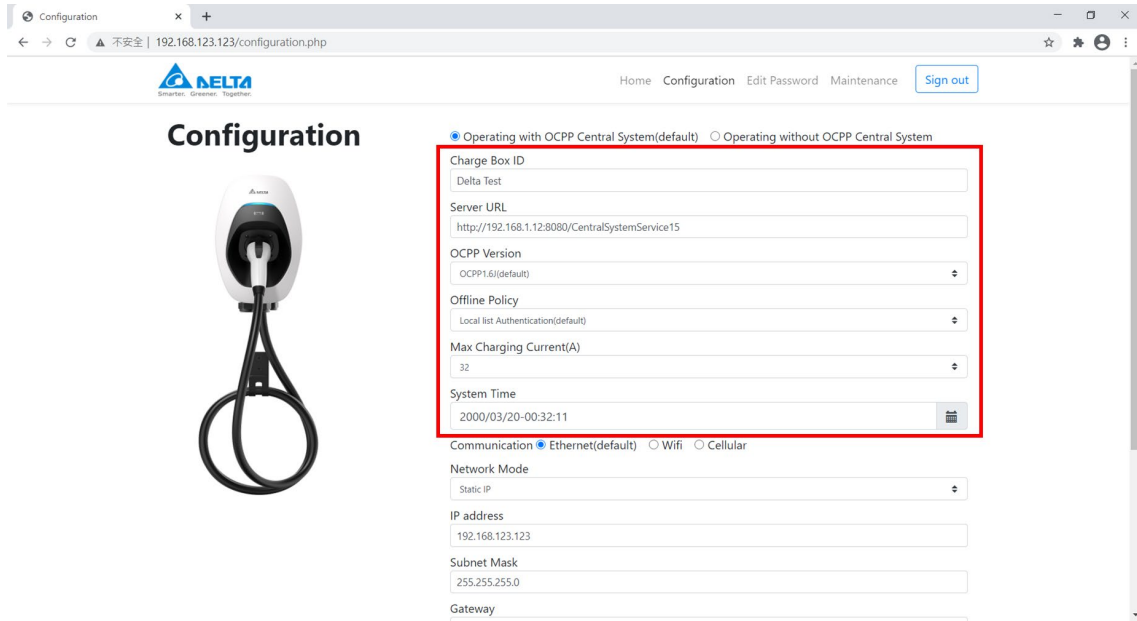 Configuration
不安全 | 192.168.123.123/configuration.php
DELTA
Smarter. Greener. Together.
Home Configuration Edit Password Maintenance Sign out
Configuration
Operating with OCPP Central System(default) Operating without OCPP Central System
Charge Box ID
Delta Test
Server URL
http://192.168.1.12:8080/CentralSystemService15
OCPP Version
OCPP1.6J(default)
Offline Policy
Local list Authentication(default)
Max Charging Current(A)
32
System Time
2000/03/20-00:32:11
Communication Ethernet(default) Wifi Cellular
Network Mode
Static IP
IP address
192.168.123.123
Subnet Mask
255.255.255.0
Gateway